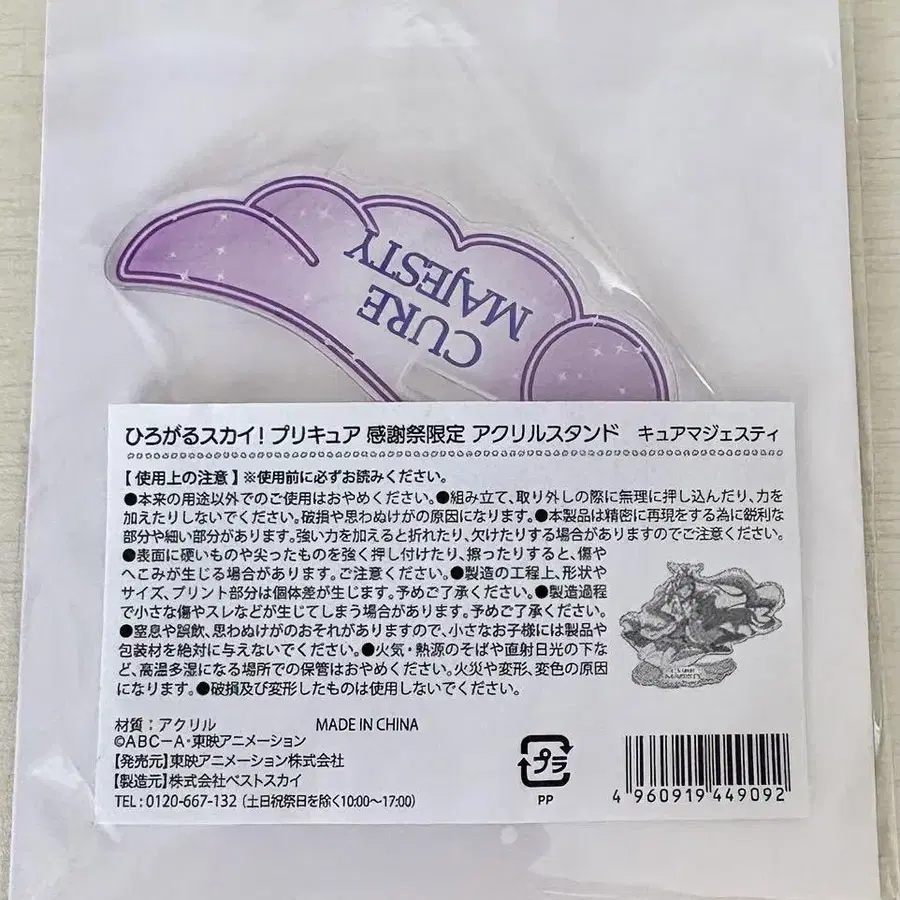 CURE
MAJESTY
ひろがるスカイ！プリキュア 感謝祭限定 アクリルスタンド　キュアマジェスティ
【使用上の注意】※使用前に必ずお読みください。
●本来の用途以外でのご使用はおやめください。●組み立て、取り外しの際に無理に押し込んだり、力を
加えたりしないでください。破損や思わぬけがの原因になります。●本製品は精密に再現をする為に鋭利な
部分や細い部分があります。強い力を加えると折れたり、欠けたりする場合がありますのでご注意ください。
●表面に硬いものや尖ったものを強く押し付けたり、擦ったりすると、傷や
へこみが生じる場合があります。ご注意ください。●製造の工程上、形状や
サイズ、プリント部分は個体差が生じます。予めご了承ください。●製造過程
で小さな傷やスレなどが生じてしまう場合があります。予めご了承ください。
●窒息や誤飲、思わぬけがのおそれがありますので、小さなお子様には製品や
包装材を絶対に与えないでください。●火気・熱源のそばや直射日光の下な
ど、高温多湿になる場所での保管はおやめください。火災や変形、変色の原因
になります。●破損及び変形したものは使用しないでください。
MAJESTY
材質：アクリル　MADE IN CHINA
©ABC－A・東映アニメーション
【発売元】東映アニメーション株式会社
【製造元】株式会社ベストスカイ
TEL：0120-667-132（土日祝祭日を除く10:00～17:00）
プラ
PP
4 960919 449092